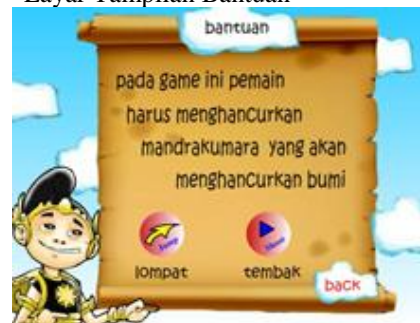 Layar Tampilan Bantuan
bantuan
pada game ini pemain
harus menghancurkan
mandrakumara yang akan
menghancurkan bumi
lompat
tembak
back